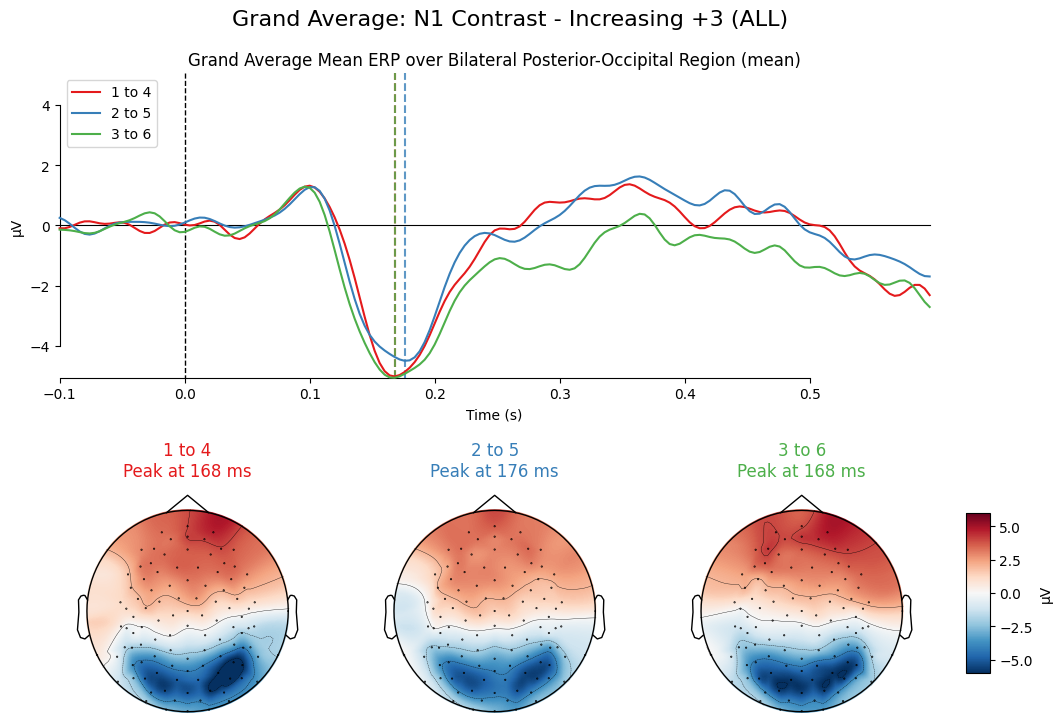 Grand Average: N1 Contrast - Increasing +3 (ALL)
Grand Average Mean ERP over Bilateral Posterior-Occipital Region (mean)
1 to 4
2 to 5
3 to 6
4
2
0
−2
−4
µV
−0.1 0.0 0.1 0.2 0.3 0.4 0.5
Time (s)
1 to 4
Peak at 168 ms
2 to 5
Peak at 176 ms
3 to 6
Peak at 168 ms
5.0
2.5
0.0
−2.5
−5.0
µV